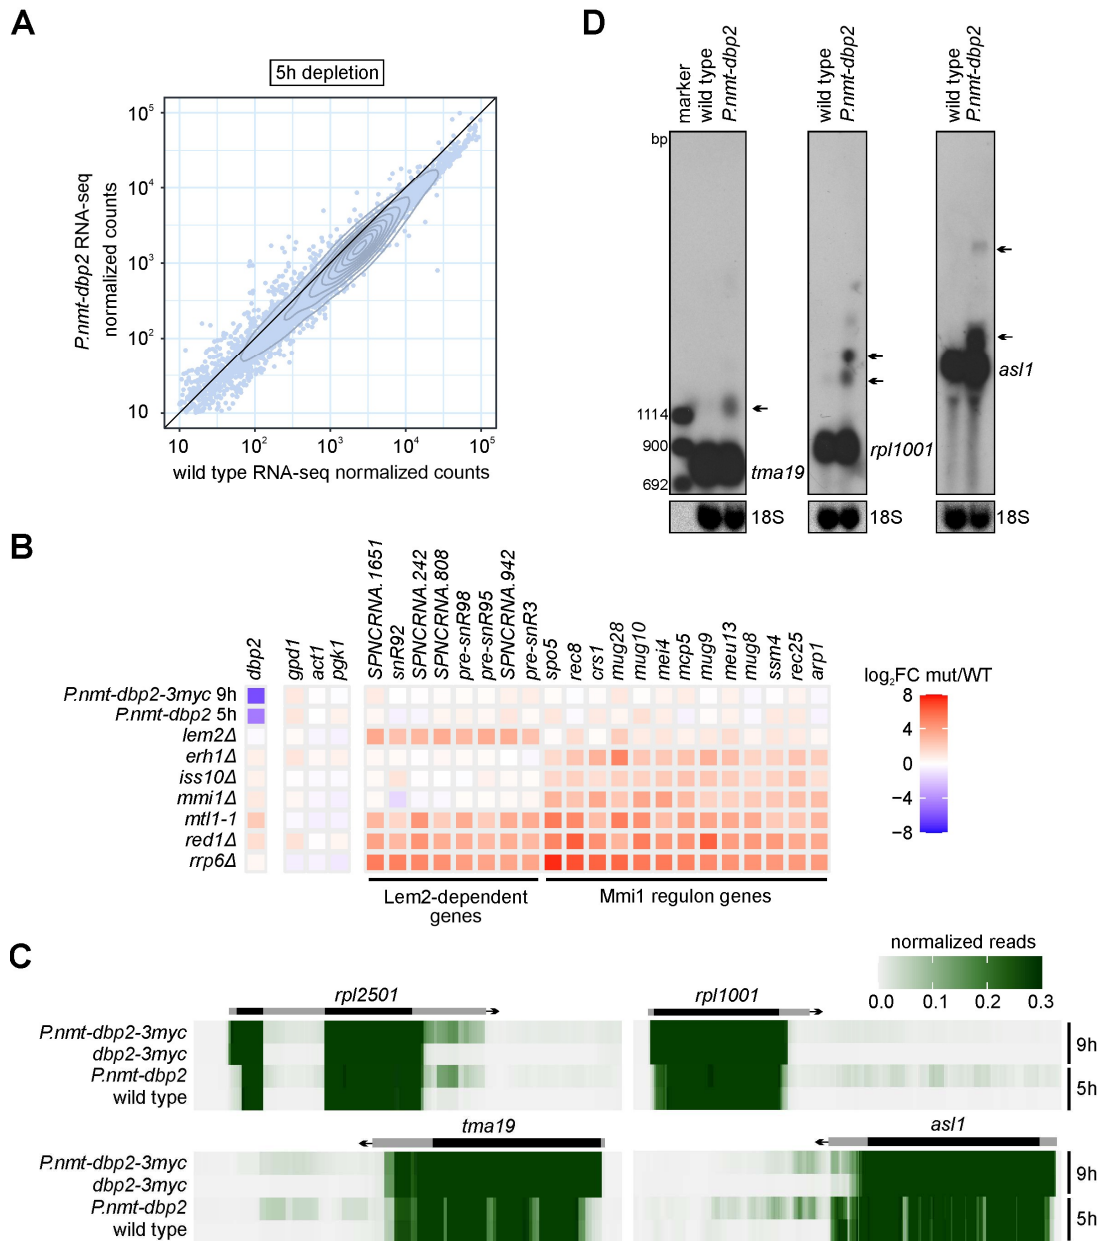 A
5h depletion
P.nmt-dbp2 RNA-seq
normalized counts
10⁵
10⁴
10³
10²
10
10 10² 10³ 10⁴ 10⁵
wild type RNA-seq normalized counts
D
marker
wild type
P.nmt-dbp2
wild type
P.nmt-dbp2
wild type
P.nmt-dbp2
bp
1114
900
692
tma19
rpl1001
asl1
18S
18S
18S
B
dbp2
gpd1
act1
pgk1
SPNCRNA.1651
snR92
SPNCRNA.242
SPNCRNA.808
pre-snR98
pre-snR95
SPNCRNA.942
pre-snR3
spo5
rec8
crs1
mug28
mug10
mei4
mcp5
mug9
meu13
mug8
ssm4
rec25
arp1
P.nmt-dbp2-3myc 9h
P.nmt-dbp2 5h
lem2Δ
erh1Δ
iss10Δ
mmi1Δ
mtl1-1
red1Δ
rrp6Δ
Lem2-dependent
genes
Mmi1 regulon genes
log₂FC mut/WT
8
4
0
−4
−8
C
normalized reads
0.0 0.1 0.2 0.3
rpl2501
rpl1001
P.nmt-dbp2-3myc
dbp2-3myc
P.nmt-dbp2
wild type
9h
5h
tma19
asl1
P.nmt-dbp2-3myc
dbp2-3myc
P.nmt-dbp2
wild type
9h
5h